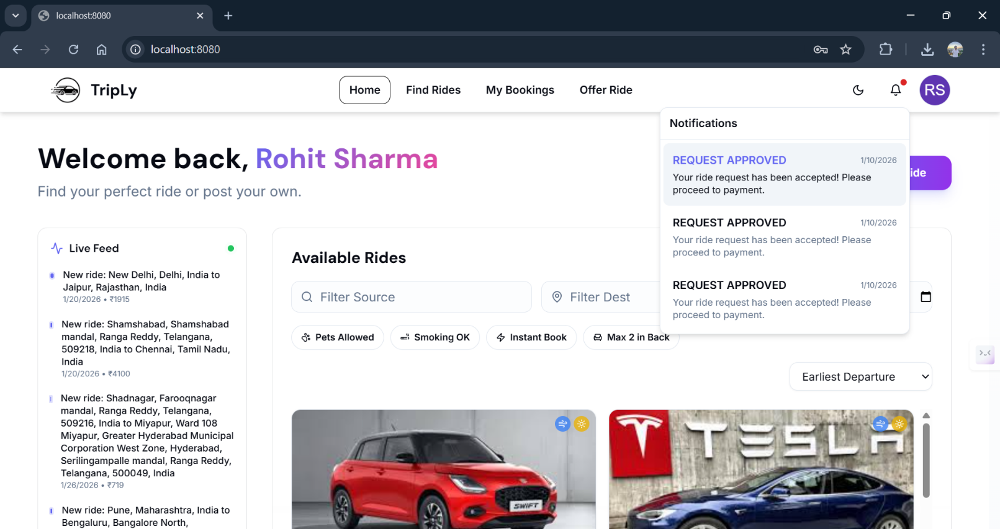 localhost:8080
localhost:8080
TripLy
Home
Find Rides
My Bookings
Offer Ride
RS
Notifications
REQUEST APPROVED
1/10/2026
Your ride request has been accepted! Please
proceed to payment.
REQUEST APPROVED
1/10/2026
Your ride request has been accepted! Please
proceed to payment.
REQUEST APPROVED
1/10/2026
Your ride request has been accepted! Please
proceed to payment.
Welcome back, Rohit Sharma
Find your perfect ride or post your own.
ide
Live Feed
New ride: New Delhi, Delhi, India to
Jaipur, Rajasthan, India
1/20/2026 • ₹1915
New ride: Shamshabad, Shamshabad
mandal, Ranga Reddy, Telangana,
509218, India to Chennai, Tamil Nadu,
India
1/20/2026 • ₹4100
New ride: Shadnagar, Farooqnagar
mandal, Ranga Reddy, Telangana,
509216, India to Miyapur, Ward 108
Miyapur, Greater Hyderabad Municipal
Corporation West Zone, Hyderabad,
Serilingampalle mandal, Ranga Reddy,
Telangana, 500049, India
1/26/2026 • ₹719
New ride: Pune, Maharashtra, India to
Bengaluru, Bangalore North,
Available Rides
Filter Source
Filter Dest
Pets Allowed
Smoking OK
Instant Book
Max 2 in Back
Earliest Departure
SWIFT
TESLA